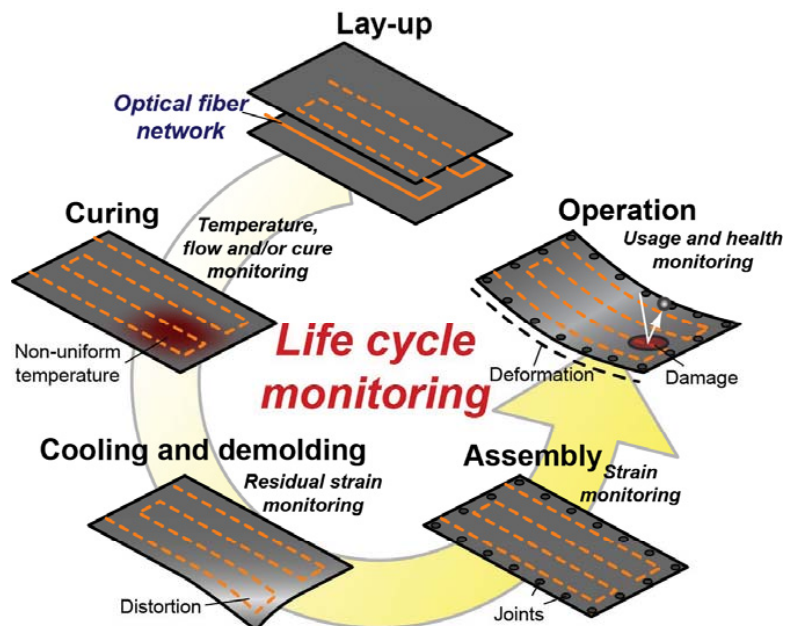 Lay-up
Optical fiber
network
Curing
Temperature,
flow and/or cure
monitoring
Non-uniform
temperature
Operation
Usage and health
monitoring
Deformation
Damage
Life cycle
monitoring
Cooling and demolding
Residual strain
monitoring
Distortion
Assembly
Strain
monitoring
Joints